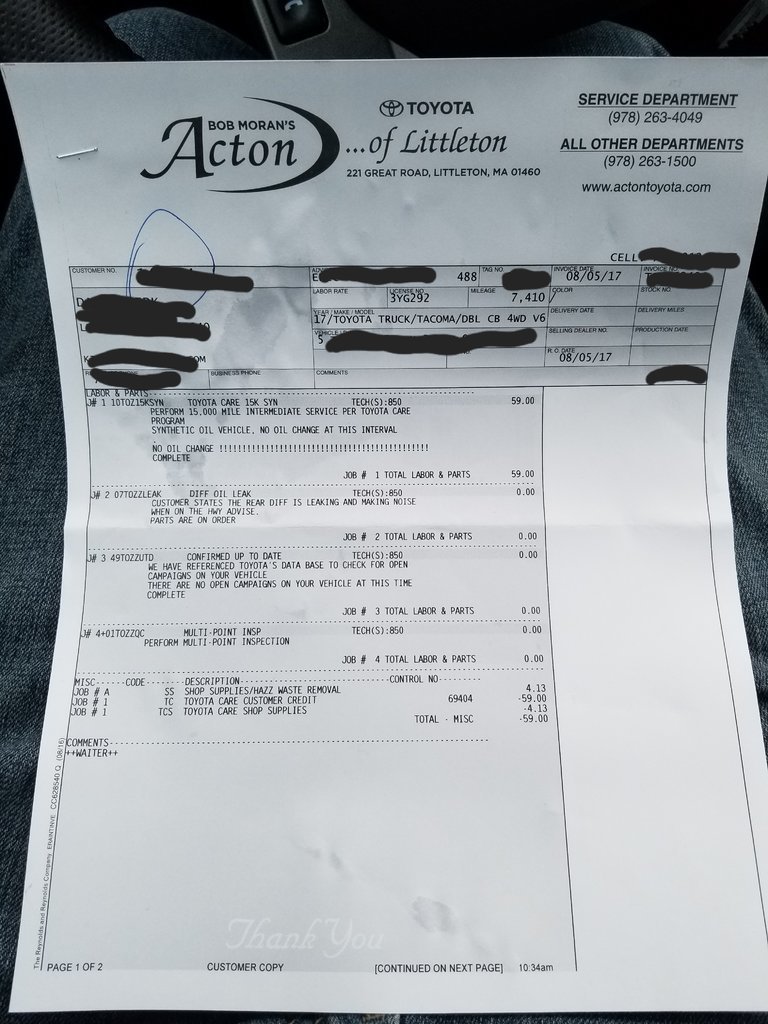 BOB MORAN'S
Acton
TOYOTA
...of Littleton
221 GREAT ROAD, LITTLETON, MA 01460
SERVICE DEPARTMENT
(978) 263-4049
ALL OTHER DEPARTMENTS
(978) 263-1500
www.actontoyota.com
CELL
CUSTOMER NO.
488
TAG NO.
INVOICE DATE
08/05/17
INVOICE NO.
LABOR RATE
LICENSE NO.
3YG292
MILEAGE
7,410
COLOR
/
STOCK NO.
YEAR / MAKE / MODEL
17/TOYOTA TRUCK/TACOMA/DBL CB 4WD V6
DELIVERY DATE
DELIVERY MILES
5
SELLING DEALER NO.
PRODUCTION DATE
R.O. DATE
08/05/17
BUSINESS PHONE
COMMENTS
LABOR & PARTS
J# 1 10TOZ15KSYN TOYOTA CARE 15K SYN TECH(S):850 59.00
PERFORM 15,000 MILE INTERMEDIATE SERVICE PER TOYOTA CARE
PROGRAM
SYNTHETIC OIL VEHICLE, NO OIL CHANGE AT THIS INTERVAL
NO OIL CHANGE !!!!!!!!!!!!!!!!!!!!!!!!!!!!!!!!!!!!!!!!!!!!
COMPLETE
JOB # 1 TOTAL LABOR & PARTS 59.00
J# 2 07TOZZLEAK DIFF OIL LEAK TECH(S):850 0.00
CUSTOMER STATES THE REAR DIFF IS LEAKING AND MAKING NOISE
WHEN ON THE HWY ADVISE.
PARTS ARE ON ORDER
JOB # 2 TOTAL LABOR & PARTS 0.00
J# 3 49TOZZUTD CONFIRMED UP TO DATE TECH(S):850 0.00
WE HAVE REFERENCED TOYOTA'S DATA BASE TO CHECK FOR OPEN
CAMPAIGNS ON YOUR VEHICLE
THERE ARE NO OPEN CAMPAIGNS ON YOUR VEHICLE AT THIS TIME
COMPLETE
JOB # 3 TOTAL LABOR & PARTS 0.00
J# 4+01TOZZQC MULTI-POINT INSP TECH(S):850 0.00
PERFORM MULTI-POINT INSPECTION
JOB # 4 TOTAL LABOR & PARTS 0.00
MISC------CODE------DESCRIPTION------CONTROL NO------
JOB # A SS SHOP SUPPLIES/HAZZ WASTE REMOVAL 4.13
JOB # 1 TC TOYOTA CARE CUSTOMER CREDIT 69404 -59.00
JOB # 1 TCS TOYOTA CARE SHOP SUPPLIES -4.13
TOTAL - MISC -59.00
COMMENTS
++WAITER++
The Reynolds and Reynolds Company ERAINTINVE CC628540 Q (08/16)
Thank You
PAGE 1 OF 2 CUSTOMER COPY [CONTINUED ON NEXT PAGE] 10:34am